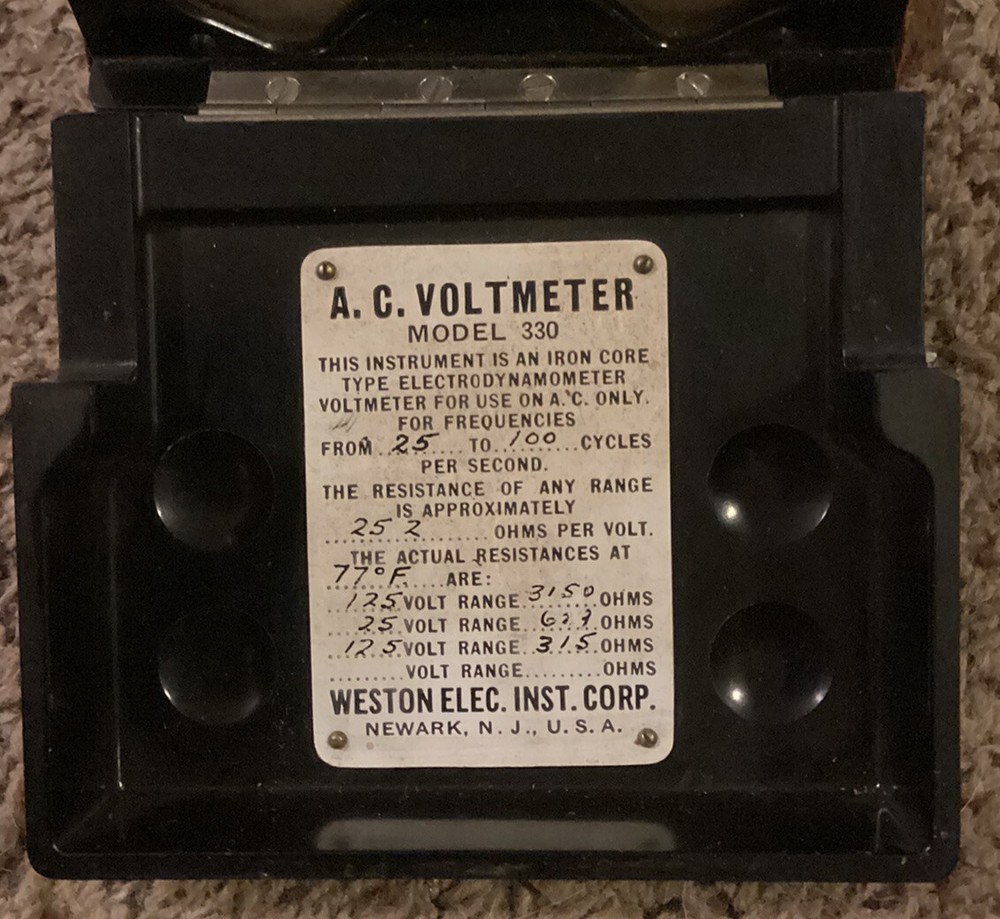 A. C. VOLTMETER
MODEL 330
THIS INSTRUMENT IS AN IRON CORE
TYPE ELECTRODYNAMOMETER
VOLTMETER FOR USE ON A.C. ONLY.
FOR FREQUENCIES
FROM 25 TO 100 CYCLES
PER SECOND.
THE RESISTANCE OF ANY RANGE
IS APPROXIMATELY
25.2 OHMS PER VOLT.
THE ACTUAL RESISTANCES AT
77°F. ARE:
125 VOLT RANGE 3150 OHMS
25 VOLT RANGE OHMS
12.5 VOLT RANGE 315 OHMS
VOLT RANGE OHMS
WESTON ELEC. INST. CORP.
NEWARK, N. J., U. S. A.